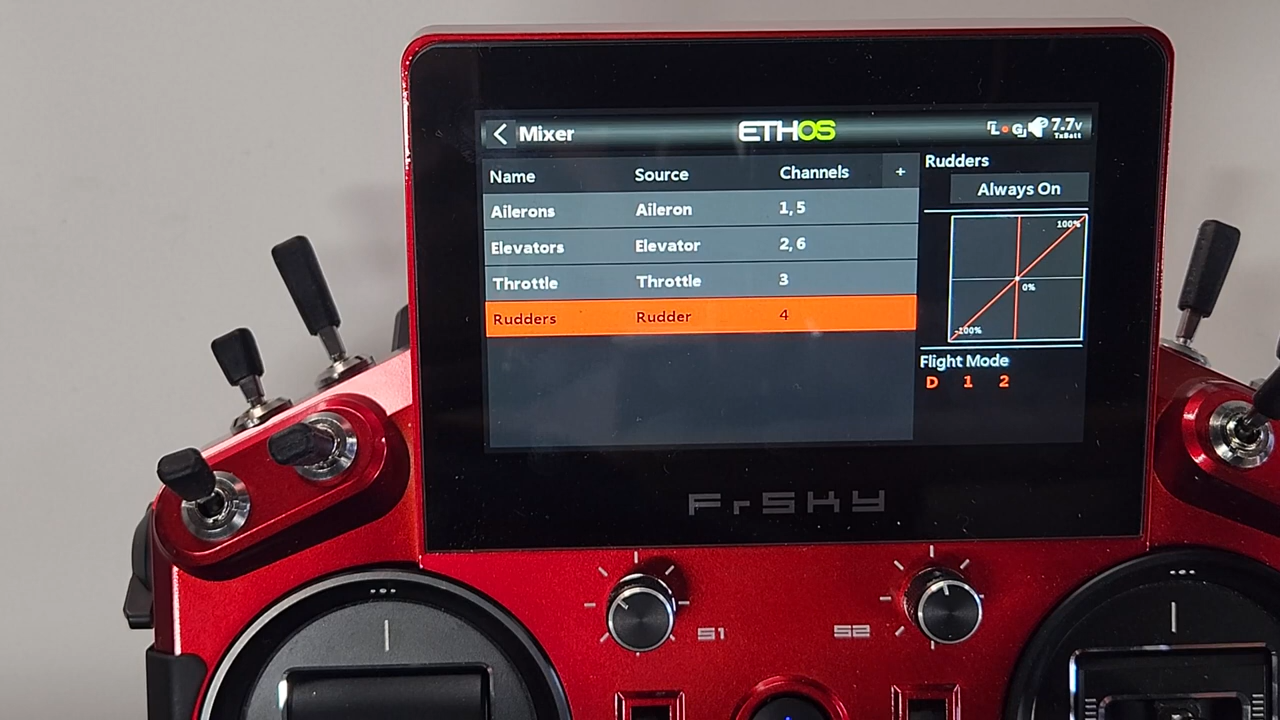 Mixer
ETHOS
7.7v
TxBatt
Name Source Channels +
Ailerons Aileron 1, 5
Elevators Elevator 2, 6
Throttle Throttle 3
Rudders Rudder 4
Rudders
Always On
100%
0%
-100%
Flight Mode
D 1 2
FrSKY
S1
S2